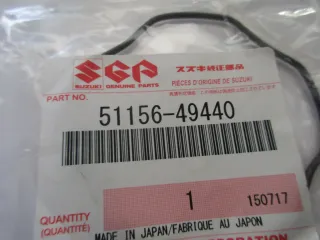 SGP スズキ純正部品
SUZUKI GENUINE PARTS PIÈCES D'ORIGINE DE SUZUKI
PART NO.
51156-49440
1 150717
QUANTITY
(QUANTITÉ)
MADE IN JAPAN/FABRIQUE AU JAPON